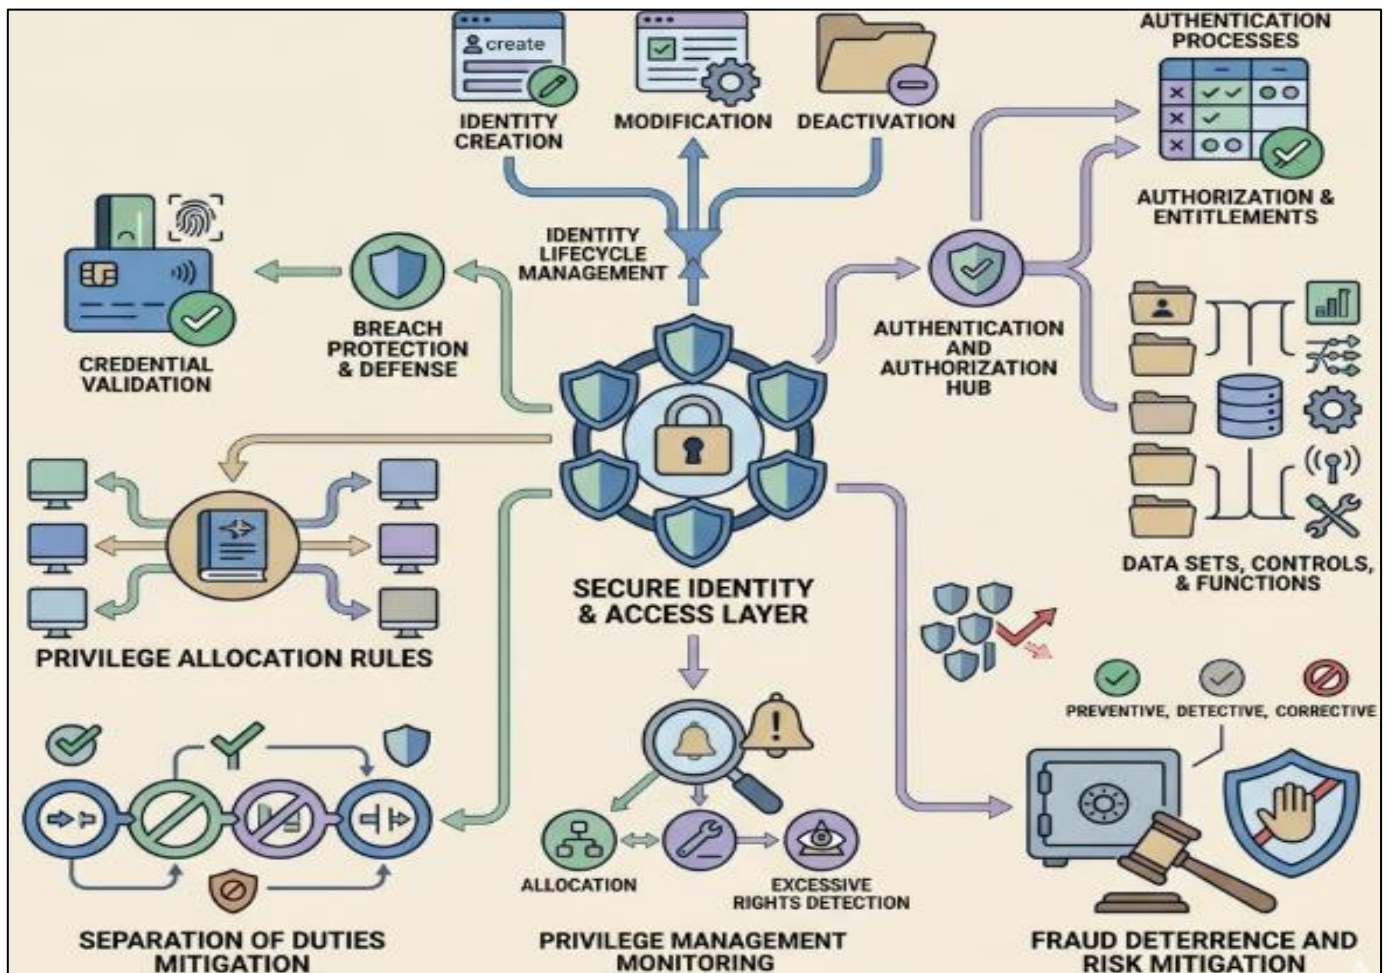 create
IDENTITY
CREATION
MODIFICATION
DEACTIVATION
AUTHENTICATION
PROCESSES
AUTHORIZATION &
ENTITLEMENTS
IDENTITY
LIFECYCLE
MANAGEMENT
CREDENTIAL
VALIDATION
BREACH
PROTECTION
& DEFENSE
AUTHENTICATION
AND
AUTHORIZATION
HUB
DATA SETS, CONTROLS,
& FUNCTIONS
SECURE IDENTITY
& ACCESS LAYER
PRIVILEGE ALLOCATION RULES
PREVENTIVE, DETECTIVE, CORRECTIVE
ALLOCATION
EXCESSIVE
RIGHTS DETECTION
SEPARATION OF DUTIES
MITIGATION
PRIVILEGE MANAGEMENT
MONITORING
FRAUD DETERRENCE AND
RISK MITIGATION